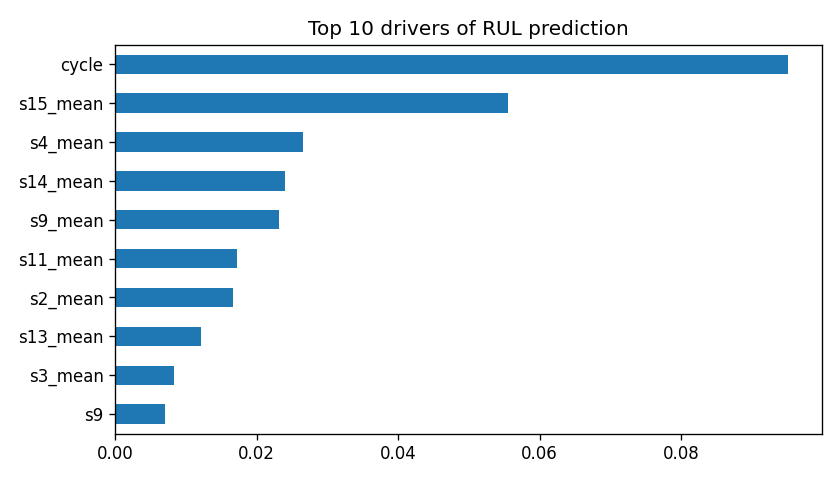 Top 10 drivers of RUL prediction
cycle
s15_mean
s4_mean
s14_mean
s9_mean
s11_mean
s2_mean
s13_mean
s3_mean
s9
0.00 0.02 0.04 0.06 0.08